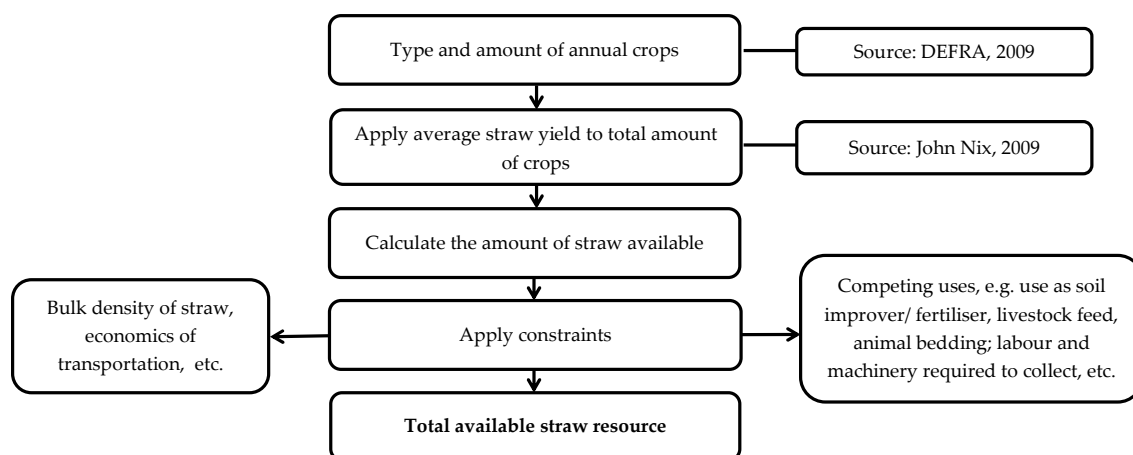 Type and amount of annual crops
Source: DEFRA, 2009
Apply average straw yield to total amount
of crops
Source: John Nix, 2009
Calculate the amount of straw available
Bulk density of straw,
economics of
transportation, etc.
Apply constraints
Competing uses, e.g. use as soil
improver/ fertiliser, livestock feed,
animal bedding; labour and
machinery required to collect, etc.
Total available straw resource